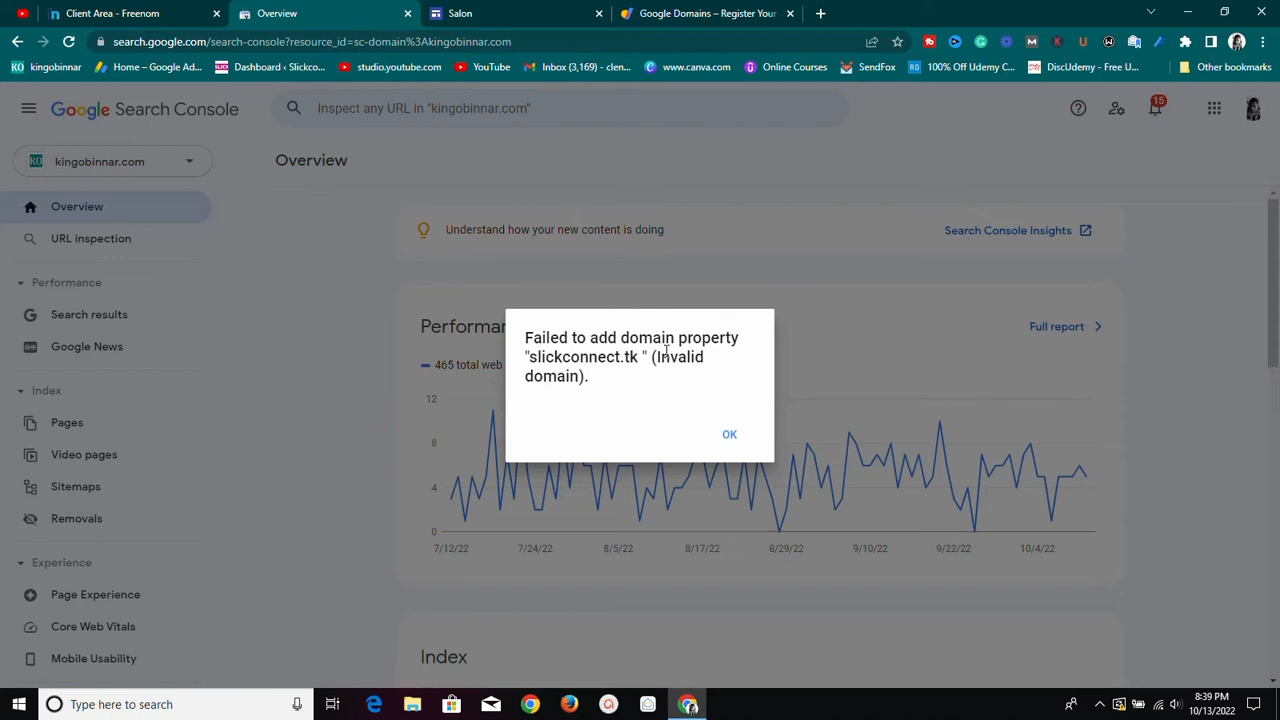 Client Area – Freenom
Overview
Salon
Google Domains – Register Your
search.google.com/search-console?resource_id=sc-domain%3Akingobinnar.com
kingobinnar
Home – Google Ad...
Dashboard ‹ Slickco...
studio.youtube.com
YouTube
Inbox (3,169) - clen...
www.canva.com
Online Courses
SendFox
100% Off Udemy C...
DiscUdemy - Free U...
Other bookmarks
Google Search Console
Inspect any URL in "kingobinnar.com"
15
kingobinnar.com
Overview
Overview
URL inspection
Understand how your new content is doing
Search Console Insights
Performance
Search results
Google News
Performan
Full report
Failed to add domain property
"slickconnect.tk " (Invalid
domain).
OK
465 total web
Index
Pages
Video pages
Sitemaps
Removals
12
8
4
0
7/12/22
7/24/22
8/5/22
8/17/22
8/29/22
9/10/22
9/22/22
10/4/22
Experience
Page Experience
Core Web Vitals
Mobile Usability
Index
Type here to search
8:39 PM
10/13/2022